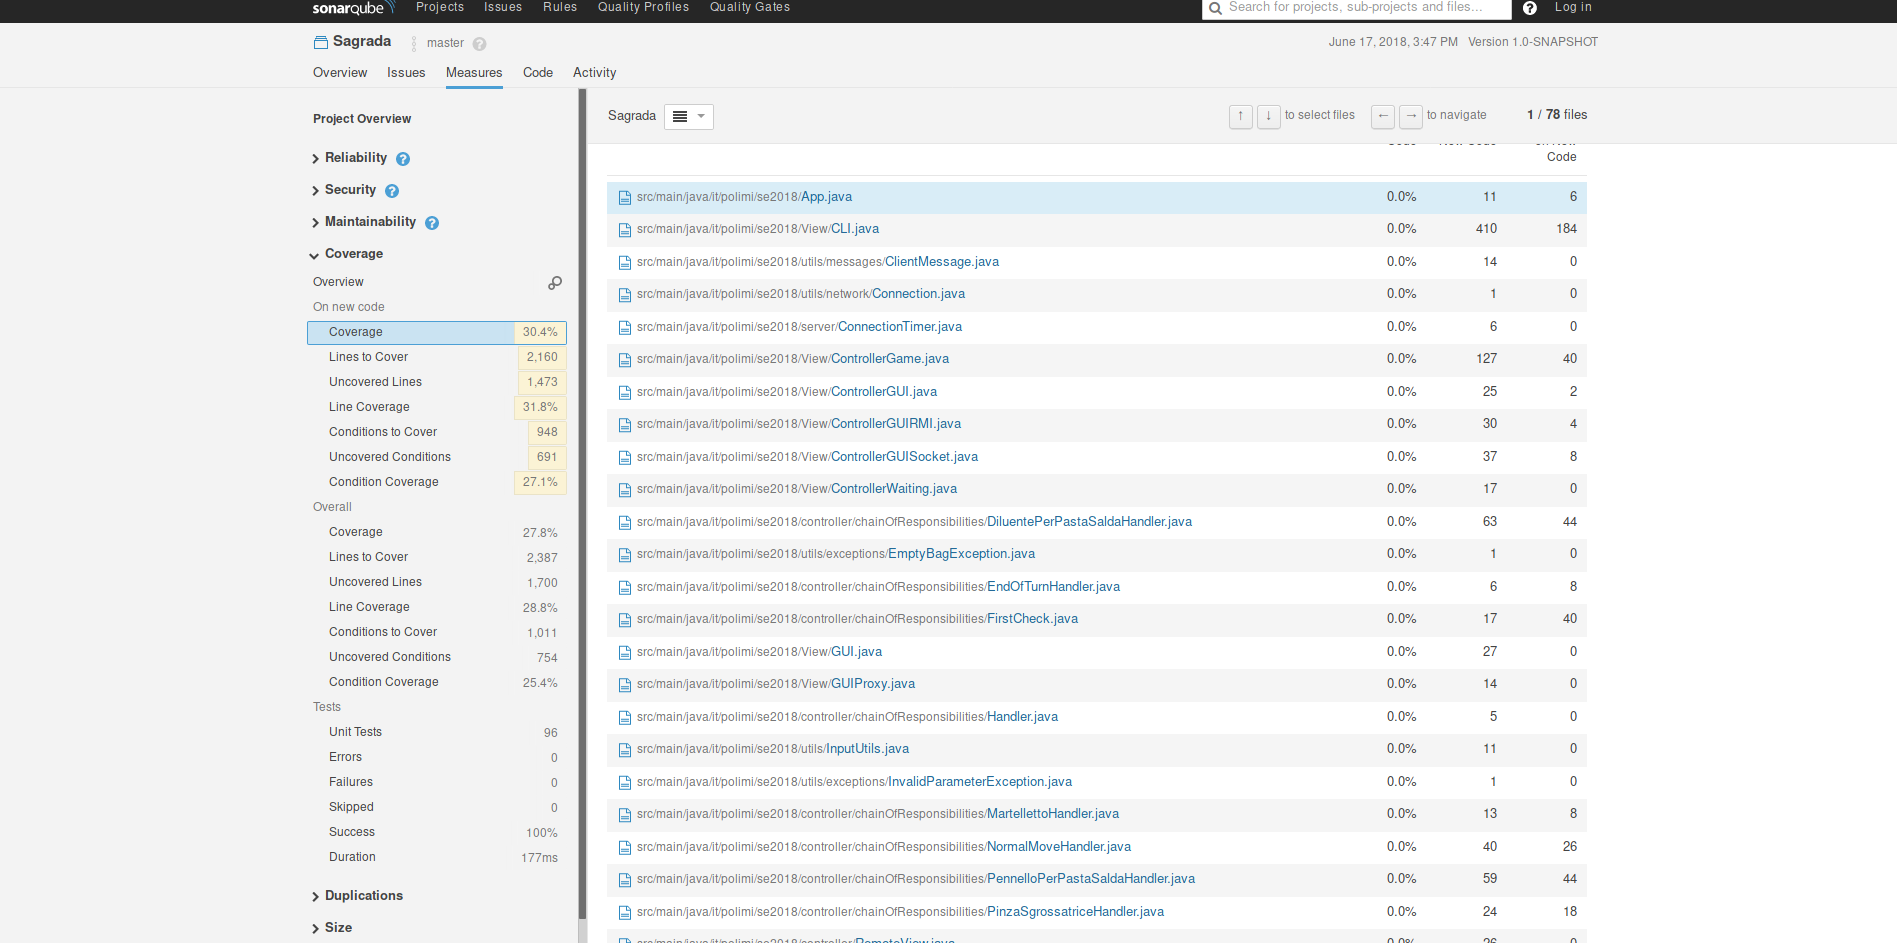 sonarqube Projects Issues Rules Quality Profiles Quality Gates Search for projects, sub-projects and files... ? Log in
Sagrada master ? June 17, 2018, 3:47 PM Version 1.0-SNAPSHOT
Overview Issues Measures Code Activity
Project Overview
Reliability ?
Security ?
Maintainability ?
Coverage
Overview
On new code
Coverage 30.4%
Lines to Cover 2,160
Uncovered Lines 1,473
Line Coverage 31.8%
Conditions to Cover 948
Uncovered Conditions 691
Condition Coverage 27.1%
Overall
Coverage 27.8%
Lines to Cover 2,387
Uncovered Lines 1,700
Line Coverage 28.8%
Conditions to Cover 1,011
Uncovered Conditions 754
Condition Coverage 25.4%
Tests
Unit Tests 96
Errors 0
Failures 0
Skipped 0
Success 100%
Duration 177ms
Duplications
Size
Sagrada ↑ ↓ to select files ← → to navigate 1 / 78 files
Code
src/main/java/it/polimi/se2018/App.java 0.0% 11 6
src/main/java/it/polimi/se2018/View/CLI.java 0.0% 410 184
src/main/java/it/polimi/se2018/utils/messages/ClientMessage.java 0.0% 14 0
src/main/java/it/polimi/se2018/utils/network/Connection.java 0.0% 1 0
src/main/java/it/polimi/se2018/server/ConnectionTimer.java 0.0% 6 0
src/main/java/it/polimi/se2018/View/ControllerGame.java 0.0% 127 40
src/main/java/it/polimi/se2018/View/ControllerGUI.java 0.0% 25 2
src/main/java/it/polimi/se2018/View/ControllerGUIRMI.java 0.0% 30 4
src/main/java/it/polimi/se2018/View/ControllerGUISocket.java 0.0% 37 8
src/main/java/it/polimi/se2018/View/ControllerWaiting.java 0.0% 17 0
src/main/java/it/polimi/se2018/controller/chainOfResponsibilities/DiluentePerPastaSaldaHandler.java 0.0% 63 44
src/main/java/it/polimi/se2018/utils/exceptions/EmptyBagException.java 0.0% 1 0
src/main/java/it/polimi/se2018/controller/chainOfResponsibilities/EndOfTurnHandler.java 0.0% 6 8
src/main/java/it/polimi/se2018/controller/chainOfResponsibilities/FirstCheck.java 0.0% 17 40
src/main/java/it/polimi/se2018/View/GUI.java 0.0% 27 0
src/main/java/it/polimi/se2018/View/GUIProxy.java 0.0% 14 0
src/main/java/it/polimi/se2018/controller/chainOfResponsibilities/Handler.java 0.0% 5 0
src/main/java/it/polimi/se2018/utils/InputUtils.java 0.0% 11 0
src/main/java/it/polimi/se2018/utils/exceptions/InvalidParameterException.java 0.0% 1 0
src/main/java/it/polimi/se2018/controller/chainOfResponsibilities/MartellettoHandler.java 0.0% 13 8
src/main/java/it/polimi/se2018/controller/chainOfResponsibilities/NormalMoveHandler.java 0.0% 40 26
src/main/java/it/polimi/se2018/controller/chainOfResponsibilities/PennelloPerPastaSaldaHandler.java 0.0% 59 44
src/main/java/it/polimi/se2018/controller/chainOfResponsibilities/PinzaSgrossatriceHandler.java 0.0% 24 18
src/main/java/it/polimi/se2018/controller/RemoteView.java 0.0% 26 0